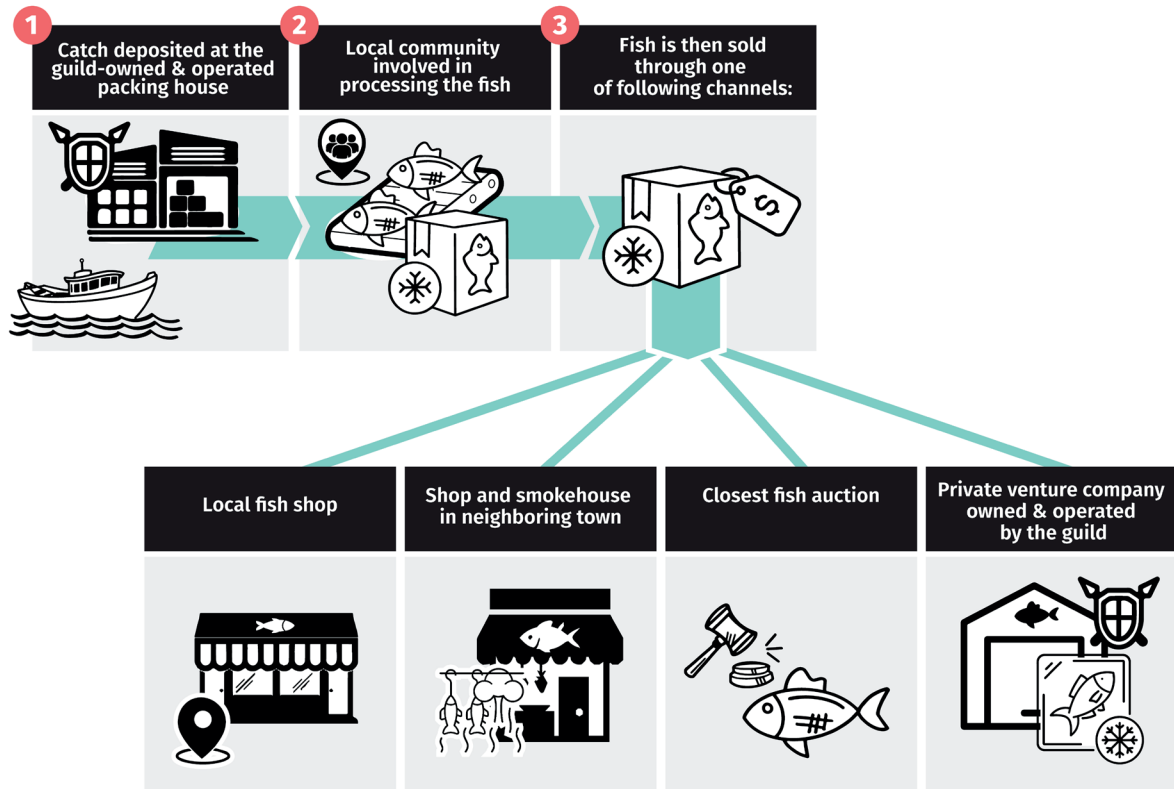 1
Catch deposited at the
guild-owned & operated
packing house
2
Local community
involved in
processing the fish
3
Fish is then sold
through one
of following channels:
$
Local fish shop
Shop and smokehouse
in neighboring town
Closest fish auction
Private venture company
owned & operated
by the guild